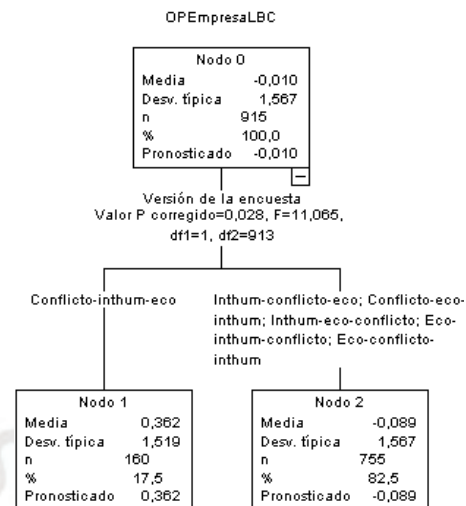 OPEmpresaLBC
Nodo 0
Media -0,010
Desv. típica 1,567
n 915
% 100,0
Pronosticado -0,010
Versión de la encuesta
Valor P corregido=0,028, F=11,065,
df1=1, df2=913
Conflicto-inthum-eco
Inthum-conflicto-eco; Conflicto-eco-
inthum; Inthum-eco-conflicto; Eco-
inthum-conflicto; Eco-conflicto-
inthum
Nodo 1
Media 0,362
Desv. típica 1,519
n 160
% 17,5
Pronosticado 0,362
Nodo 2
Media -0,089
Desv. típica 1,567
n 755
% 82,5
Pronosticado -0,089